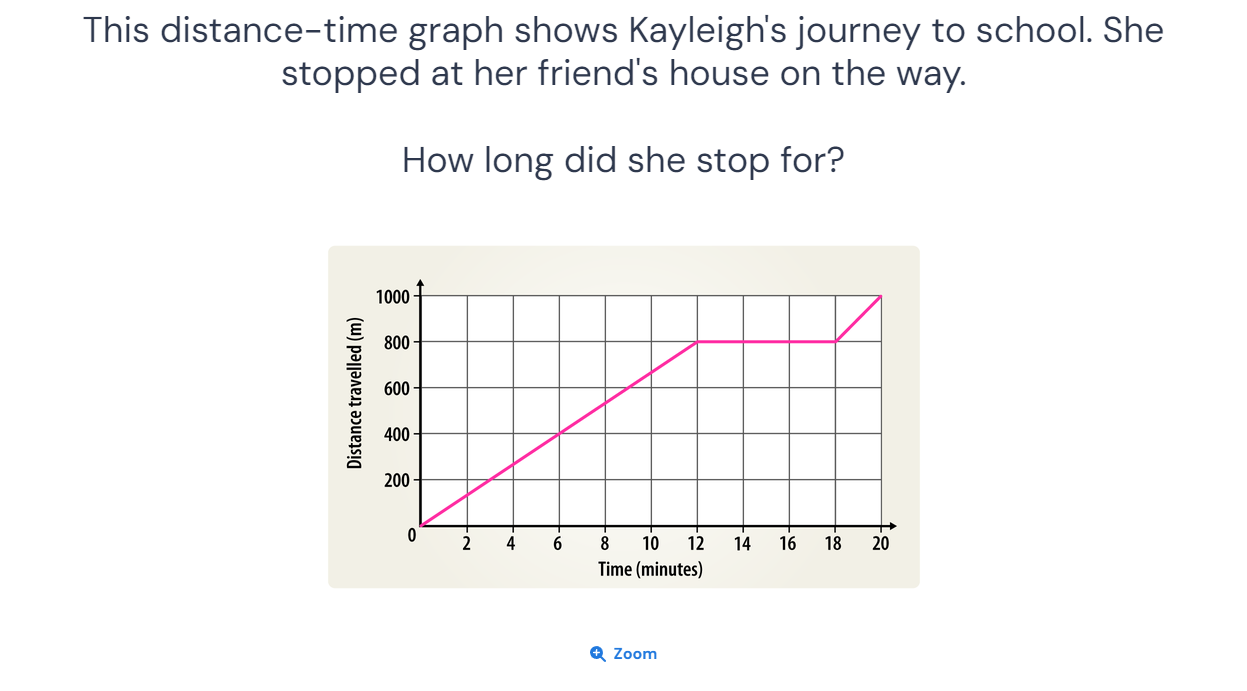 This distance-time graph shows Kayleigh's journey to school. She
stopped at her friend's house on the way.
How long did she stop for?
1000
800
600
400
200
0
Distance travelled (m)
2 4 6 8 10 12 14 16 18 20
Time (minutes)
Zoom